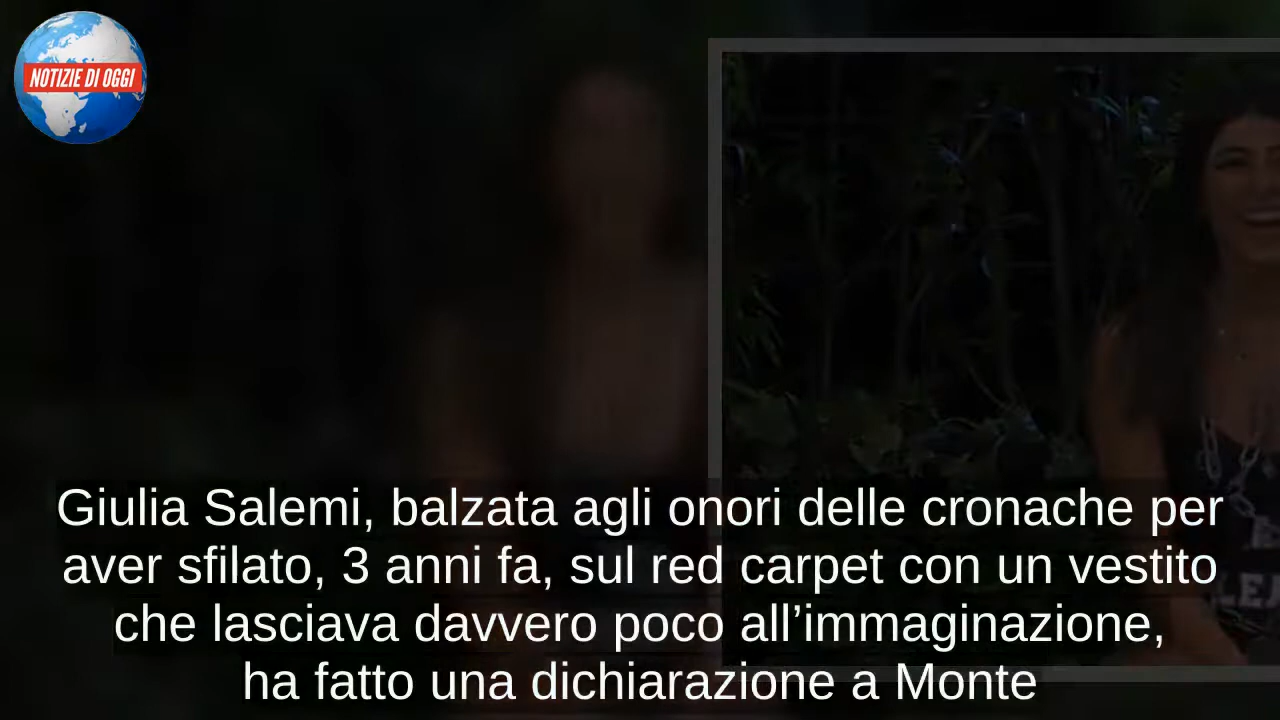 NOTIZIE DI OGGI
Giulia Salemi, balzata agli onori delle cronache per
aver sfilato, 3 anni fa, sul red carpet con un vestito
che lasciava davvero poco all’immaginazione,
ha fatto una dichiarazione a Monte